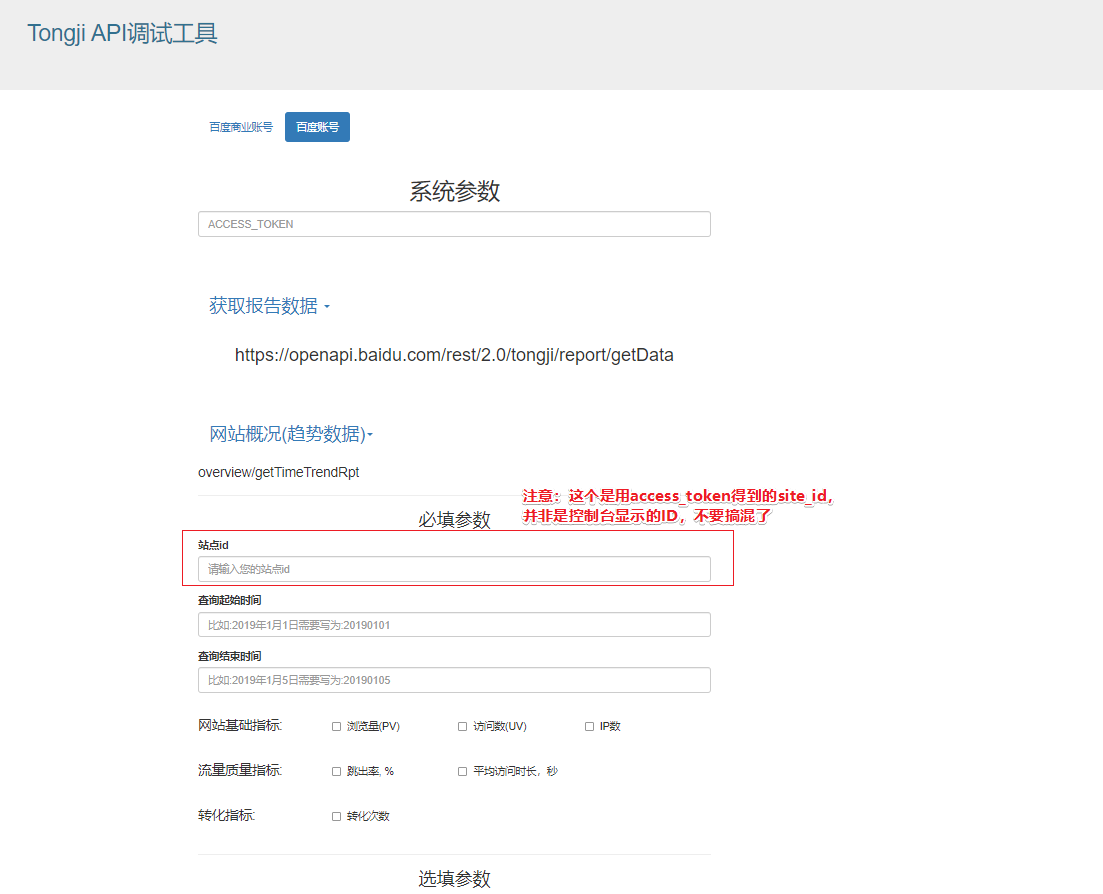 Tongji API调试工具
百度商业账号 百度账号
系统参数
ACCESS_TOKEN
获取报告数据
https://openapi.baidu.com/rest/2.0/tongji/report/getData
网站概况(趋势数据)
overview/getTimeTrendRpt
注意：这个是用access_token得到的site_id，
并非是控制台显示的ID，不要搞混了
必填参数
站点id
请输入您的站点id
查询起始时间
比如:2019年1月1日需要写为:20190101
查询结束时间
比如:2019年1月5日需要写为:20190105
网站基础指标: 浏览量(PV) 访问数(UV) IP数
流量质量指标: 跳出率, % 平均访问时长，秒
转化指标: 转化次数
选填参数